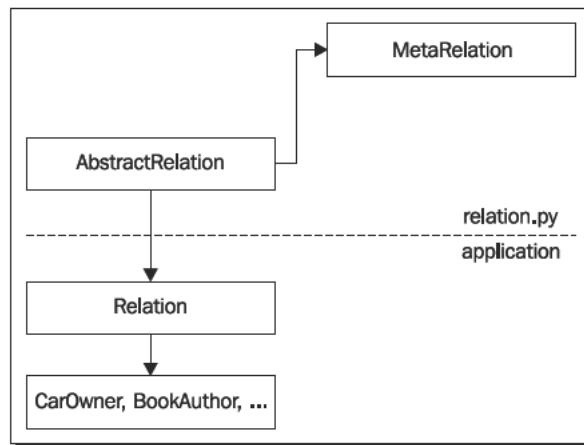 MetaRelation
AbstractRelation
relation.py
application
Relation
CarOwner, BookAuthor, ...